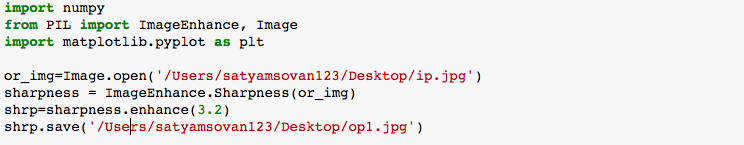 import numpy
from PIL import ImageEnhance, Image
import matplotlib.pyplot as plt
or_img=Image.open('/Users/satyamsovan123/Desktop/ip.jpg')
sharpness = ImageEnhance.Sharpness(or_img)
shrp=sharpness.enhance(3.2)
shrp.save('/Users/satyamsovan123/Desktop/op1.jpg')